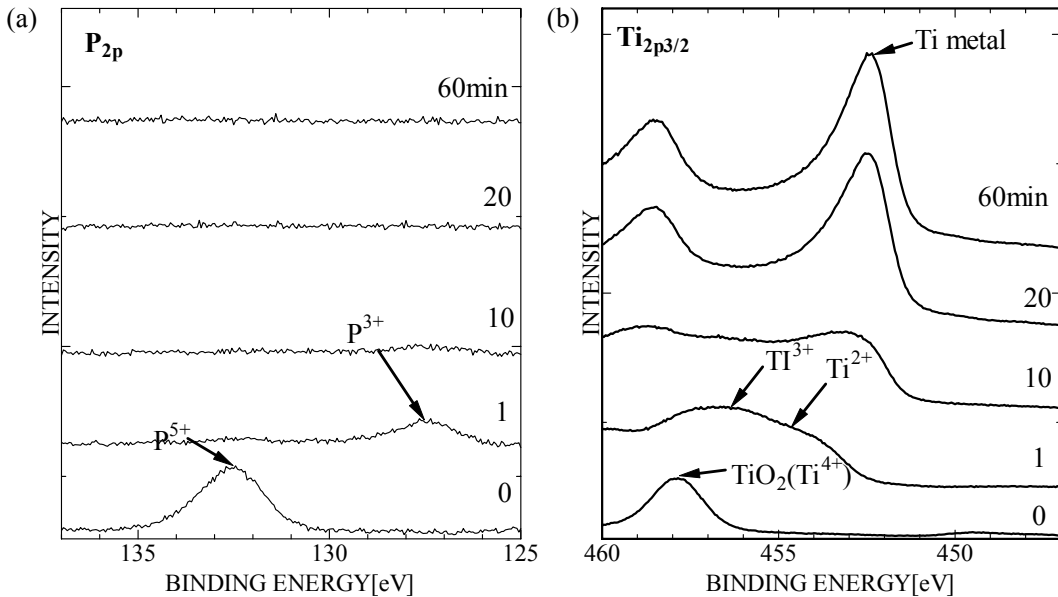 (a)
P2p
60min
20
10
P3+
1
P5+
0
INTENSITY
135
130
125
BINDING ENERGY[eV]
(b)
Ti2p3/2
Ti metal
60min
20
TI3+
Ti2+
10
1
TiO2(Ti4+)
0
INTENSITY
460
455
450
BINDING ENERGY[eV]